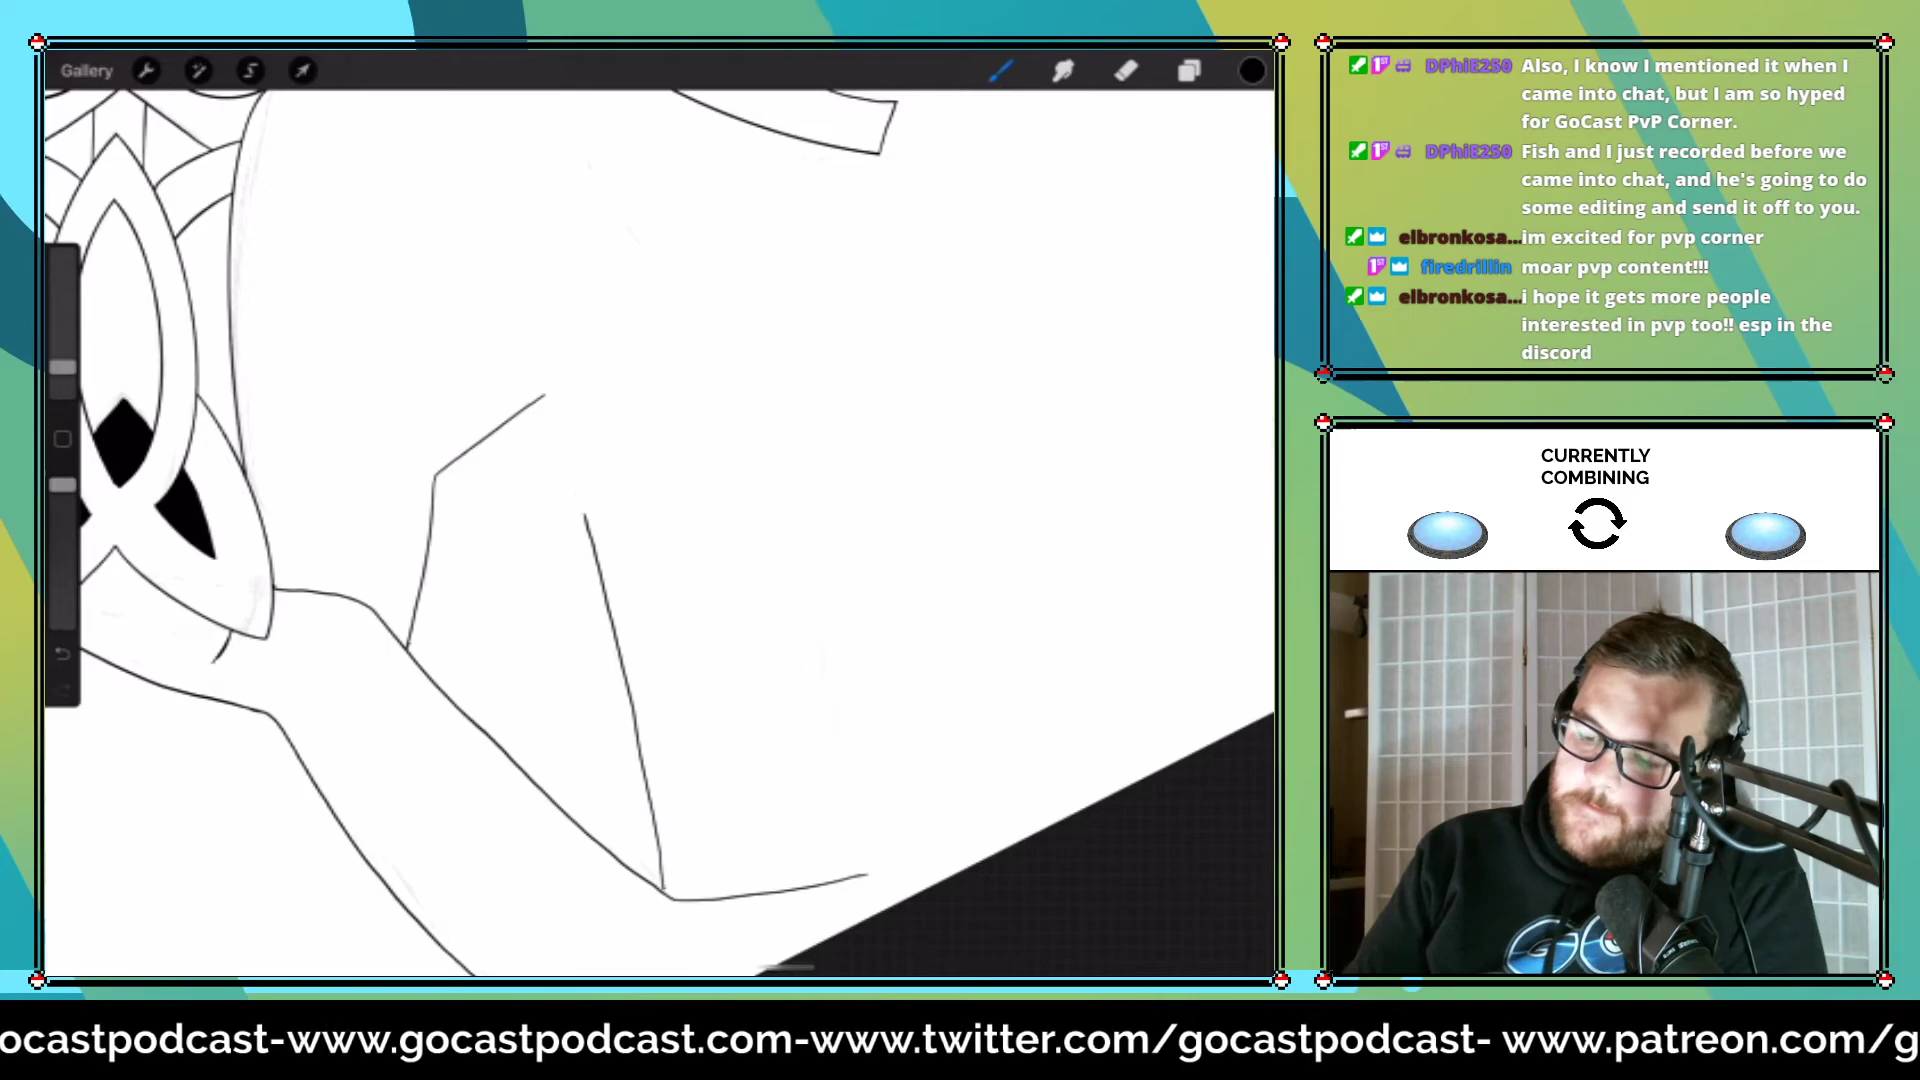 Gallery
DPhiE250 Also, I know I mentioned it when I
came into chat, but I am so hyped
for GoCast PvP Corner.
DPhiE250 Fish and I just recorded before we
came into chat, and he's going to do
some editing and send it off to you.
elbronkosa... im excited for pvp corner
firedrillin moar pvp content!!!
elbronkosa... i hope it gets more people
interested in pvp too!! esp in the
discord
CURRENTLY
COMBINING
ocastpodcast-www.gocastpodcast.com-www.twitter.com/gocastpodcast- www.patreon.com/g